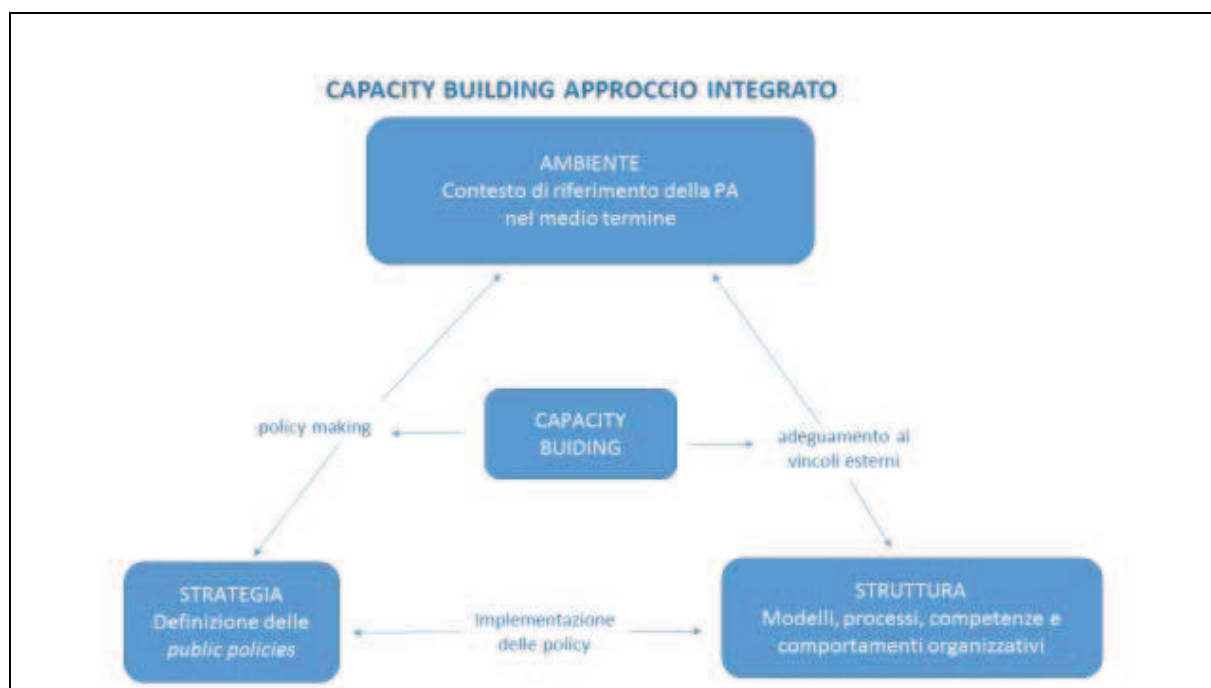 CAPACITY BUILDING APPROCCIO INTEGRATO
AMBIENTE
Contesto di riferimento della PA
nel medio termine
policy making
CAPACITY
BUIDING
adeguamento ai
vincoli esterni
STRATEGIA
Definizione delle
public policies
Implementazione
delle policy
STRUTTURA
Modelli, processi, competenze e
comportamenti organizzativi